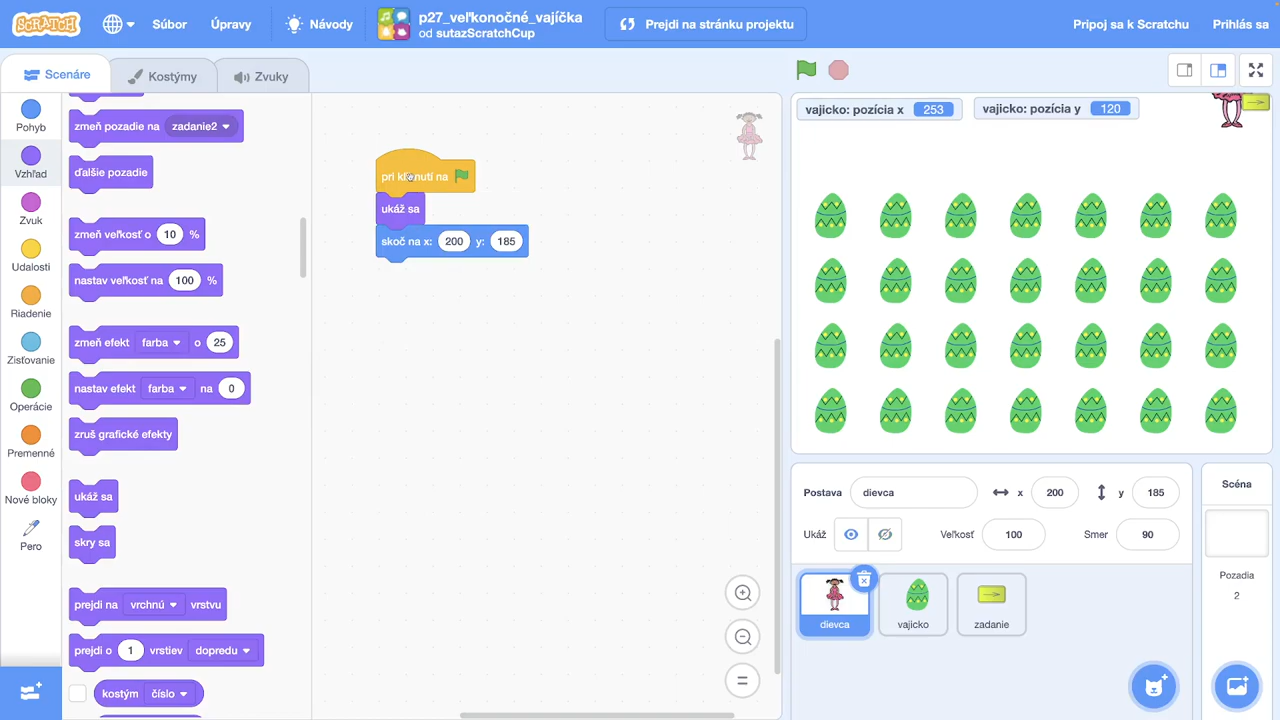 SCRATCH
Súbor
Úpravy
Návody
p27_veľkonočné_vajíčka
od sutazScratchCup
Prejdi na stránku projektu
Pripoj sa k Scratchu
Prihlás sa
Scenáre
Kostýmy
Zvuky
Pohyb
Vzhľad
Zvuk
Udalosti
Riadenie
Zisťovanie
Operácie
Premenné
Nové bloky
Pero
zmeň pozadie na zadanie2
ďalšie pozadie
zmeň veľkosť o 10 %
nastav veľkosť na 100 %
zmeň efekt farba o 25
nastav efekt farba na 0
zruš grafické efekty
ukáž sa
skry sa
prejdi na vrchnú vrstvu
prejdi o 1 vrstiev dopredu
kostým číslo
pri kliknutí na
ukáž sa
skoč na x: 200 y: 185
vajicko: pozícia x 253
vajicko: pozícia y 120
Postava dievca x 200 y 185
Ukáž Veľkosť 100 Smer 90
dievca
vajicko
zadanie
Scéna
Pozadia
2